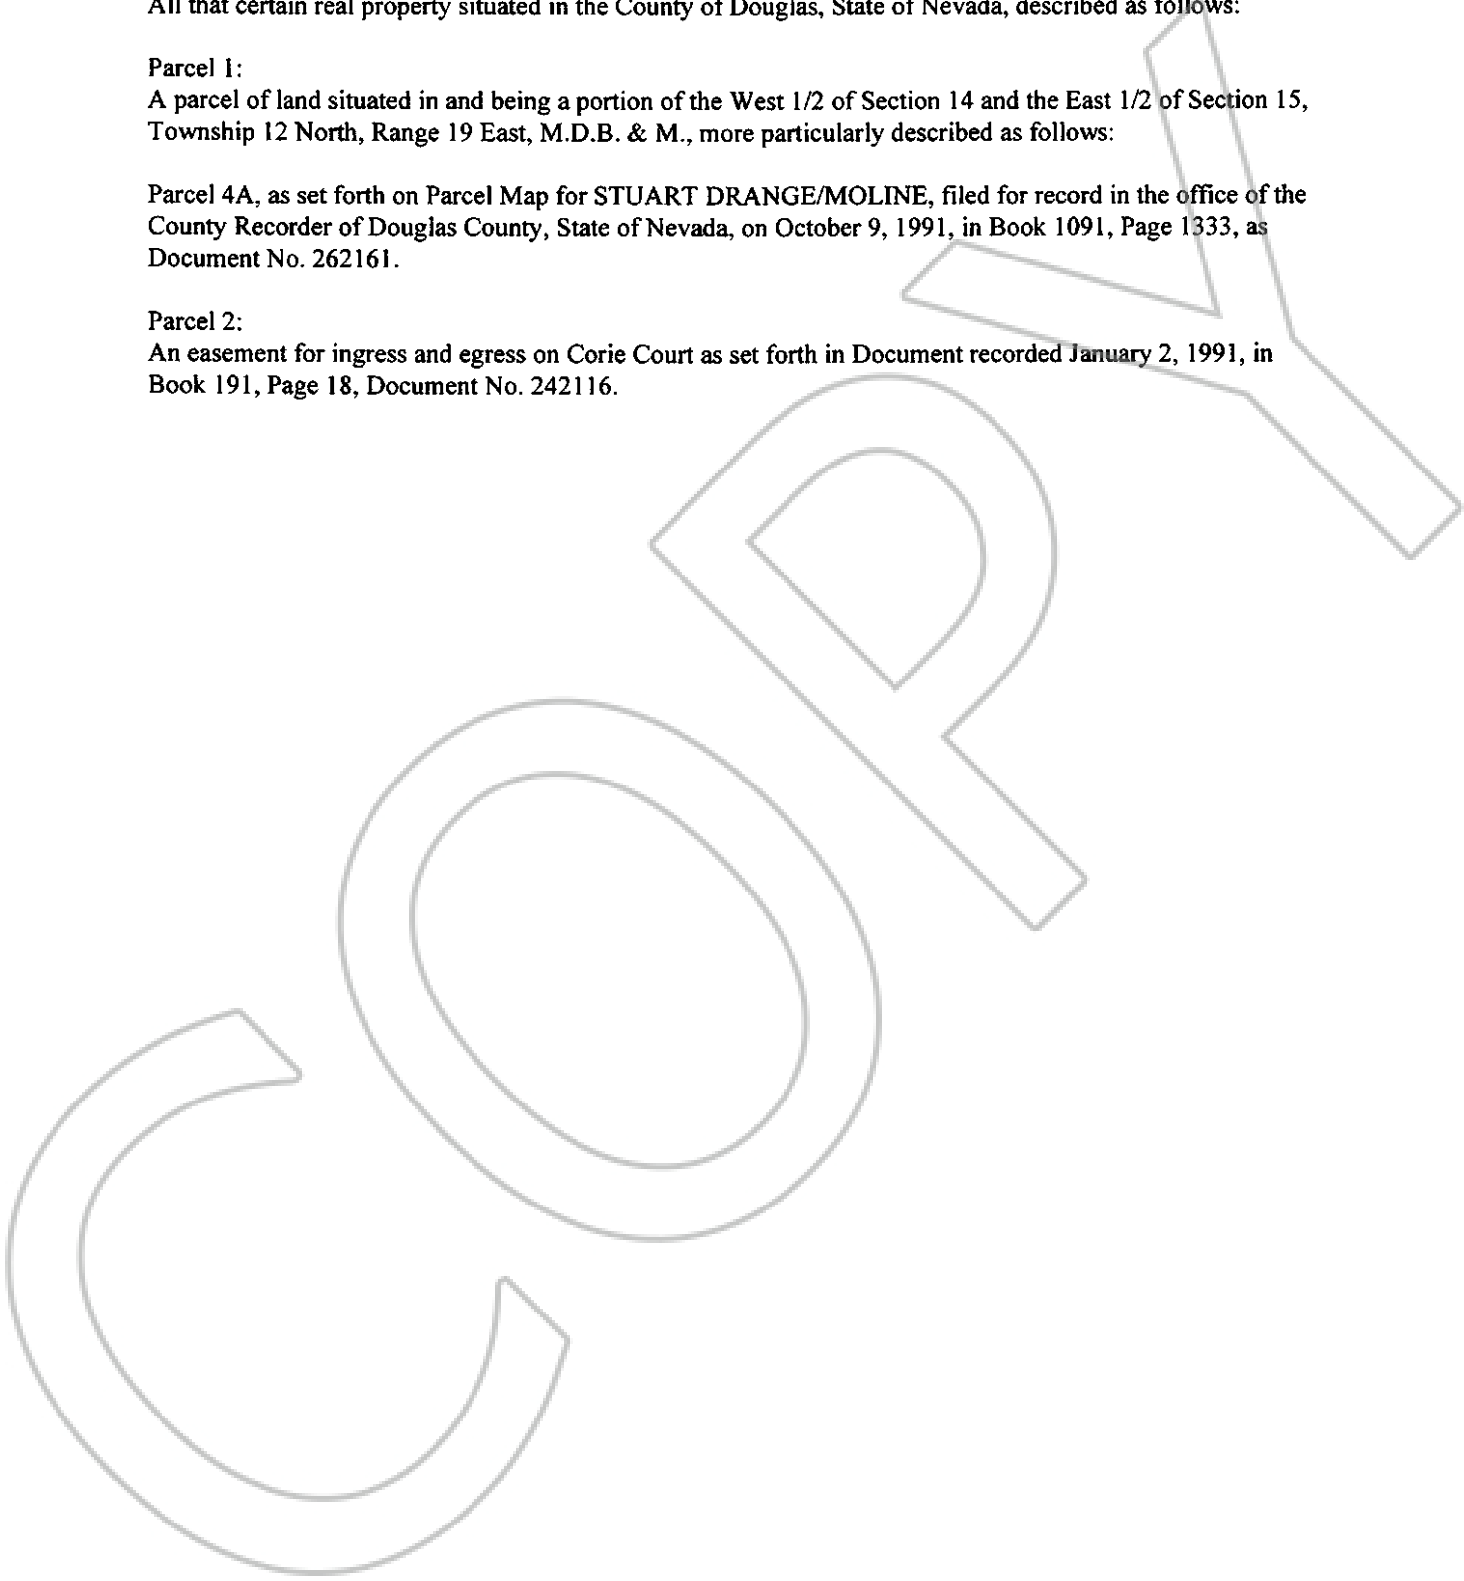 All that certain real property situated in the County of Douglas, State of Nevada, described as follows:
Parcel 1:
A parcel of land situated in and being a portion of the West 1/2 of Section 14 and the East 1/2 of Section 15,
Township 12 North, Range 19 East, M.D.B. & M., more particularly described as follows:
Parcel 4A, as set forth on Parcel Map for STUART DRANGE/MOLINE, filed for record in the office of the
County Recorder of Douglas County, State of Nevada, on October 9, 1991, in Book 1091, Page 1333, as
Document No. 262161.
Parcel 2:
An easement for ingress and egress on Corie Court as set forth in Document recorded January 2, 1991, in
Book 191, Page 18, Document No. 242116.
COPY